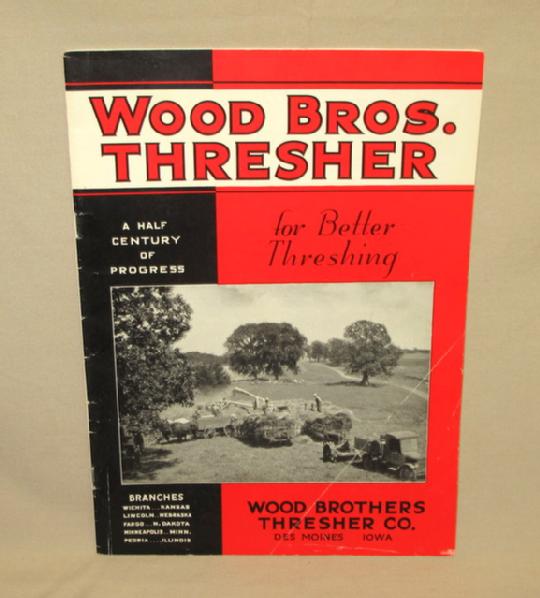 WOOD BROS.
THRESHER
A HALF
CENTURY
OF
PROGRESS
for Better
Threshing
BRANCHES
WICHITA....KANSAS
LINCOLN..NEBRASKA
FARGO...N. DAKOTA
MINNEAPOLIS..MINN.
PEORIA.....ILLINOIS
WOOD BROTHERS
THRESHER CO.
DES MOINES IOWA